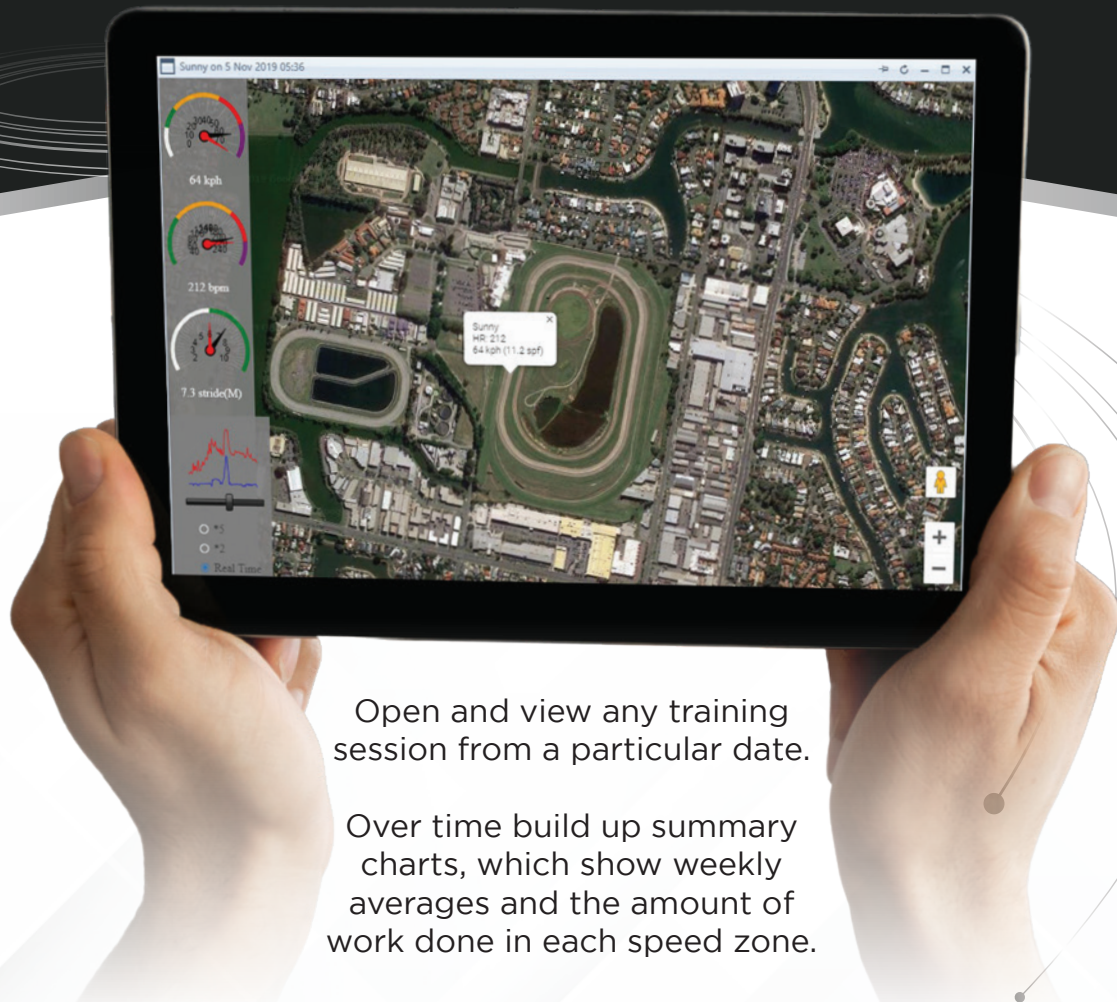 Sunny on 5 Nov 2019 05:36
64 kph
212 bpm
7.3 stride(M)
*5
*2
Real Time
Sunny
HR: 212
64 kph (11.2 spf)
Open and view any training
session from a particular date.
Over time build up summary
charts, which show weekly
averages and the amount of
work done in each speed zone.